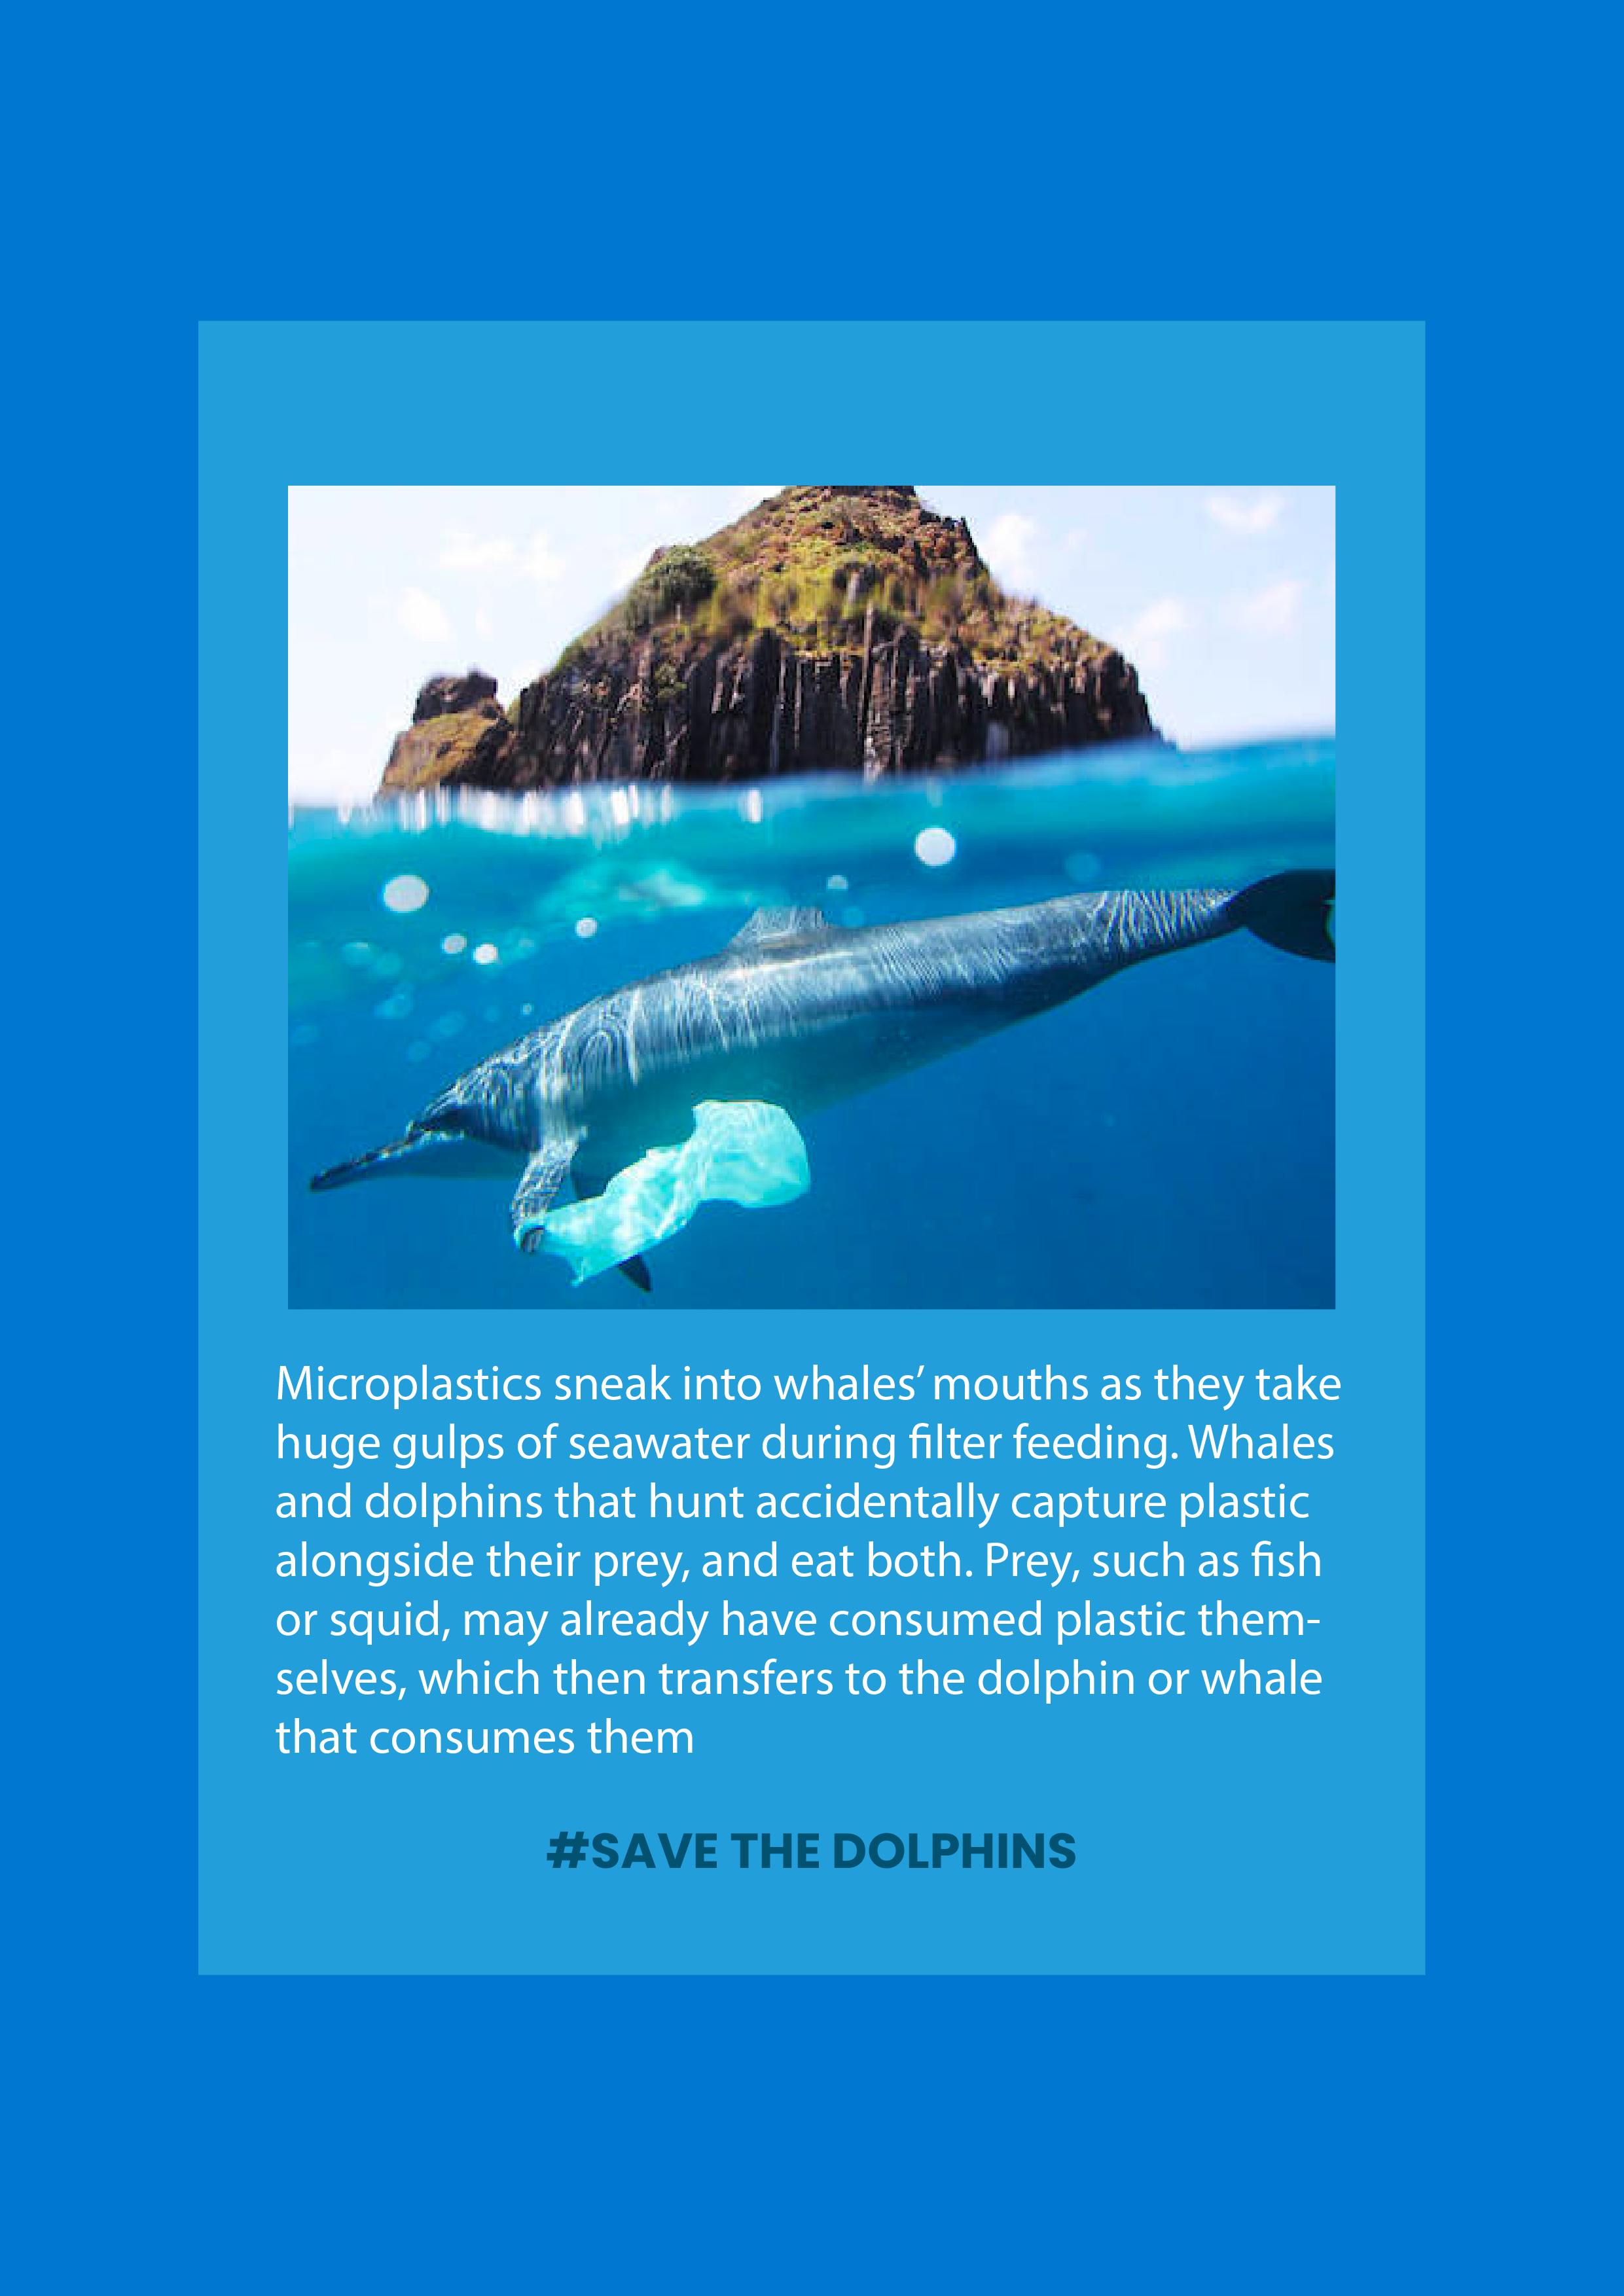 Microplastics sneak into whales’ mouths as they take
huge gulps of seawater during filter feeding. Whales
and dolphins that hunt accidentally capture plastic
alongside their prey, and eat both. Prey, such as fish
or squid, may already have consumed plastic them-
selves, which then transfers to the dolphin or whale
that consumes them
#SAVE THE DOLPHINS